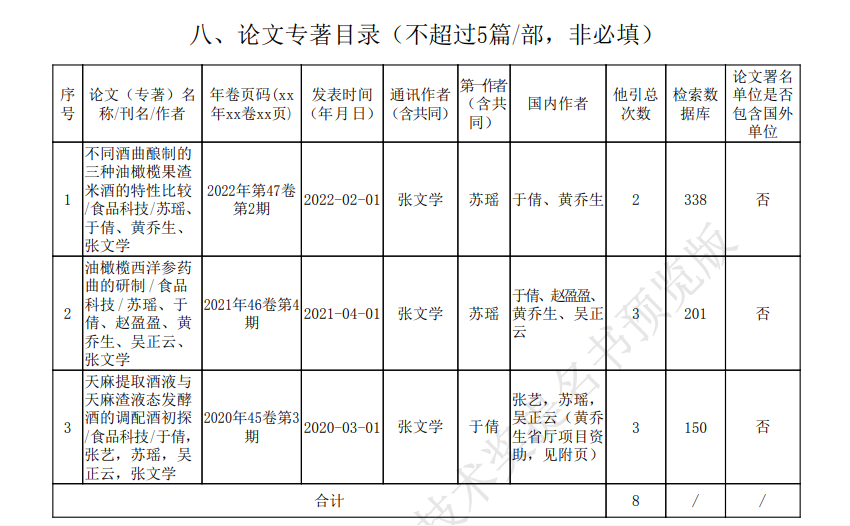 八、论文专著目录（不超过5篇/部，非必填）
序号
论文（专著）名
称/刊名/作者
年卷页码(xx
年xx卷xx页)
发表时间
（年月日）
通讯作者
(含共同)
第一作者
（含共
同）
国内作者
他引总
次数
检索数
据库
论文署名
单位是否
包含国外
单位
1
不同酒曲酿制的
三种油橄榄果渣
米酒的特性比较
/食品科技/苏瑶、
于倩、黄乔生、
张文学
2022年第47卷
第2期
2022-02-01
张文学
苏瑶
于倩、黄乔生
2
338
否
2
油橄榄西洋参药
曲的研制/食品
科技/苏瑶、于
倩、赵盈盈、黄
乔生、吴正云、
张文学
2021年46卷第4
期
2021-04-01
张文学
苏瑶
于倩、赵盈盈、
黄乔生、吴正
云
3
201
否
3
天麻提取酒液与
天麻渣液态发酵
酒的调配酒初探
/食品科技/于倩，
张艺，苏瑶，吴
正云，张文学
2020年45卷第3
期
2020-03-01
张文学
于倩
张艺，苏瑶，
吴正云（黄乔
生省厅项目资
助，见附页）
3
150
否
合计
8
/
/